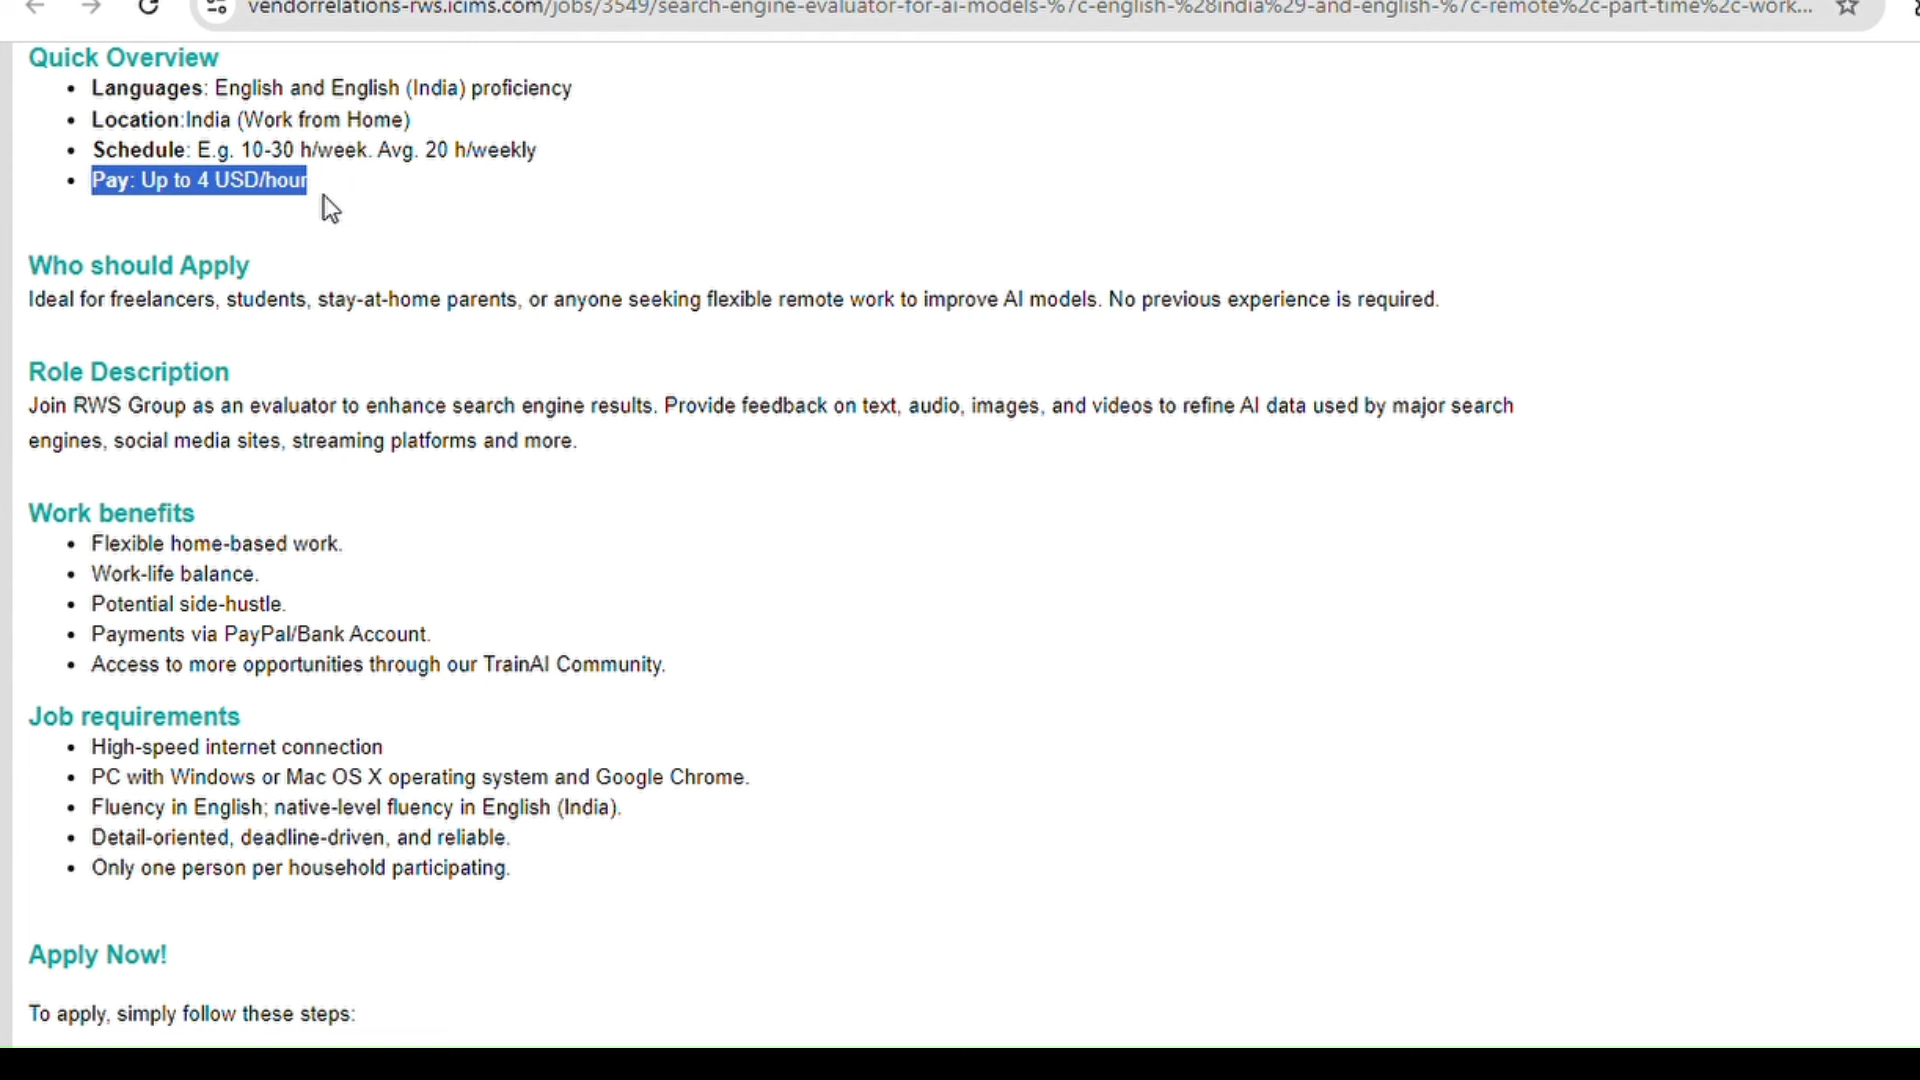 vendorrelations-rws.icims.com/jobs/3549/search-engine-evaluator-for-ai-models-%7c-english-%28india%29-and-english-%7c-remote%2c-part-time%2c-work...
Quick Overview
• Languages: English and English (India) proficiency
• Location:India (Work from Home)
• Schedule: E.g. 10-30 h/week. Avg. 20 h/weekly
• Pay: Up to 4 USD/hour
Who should Apply
Ideal for freelancers, students, stay-at-home parents, or anyone seeking flexible remote work to improve AI models. No previous experience is required.
Role Description
Join RWS Group as an evaluator to enhance search engine results. Provide feedback on text, audio, images, and videos to refine AI data used by major search
engines, social media sites, streaming platforms and more.
Work benefits
• Flexible home-based work.
• Work-life balance.
• Potential side-hustle.
• Payments via PayPal/Bank Account.
• Access to more opportunities through our TrainAI Community.
Job requirements
• High-speed internet connection
• PC with Windows or Mac OS X operating system and Google Chrome.
• Fluency in English; native-level fluency in English (India).
• Detail-oriented, deadline-driven, and reliable.
• Only one person per household participating.
Apply Now!
To apply, simply follow these steps: